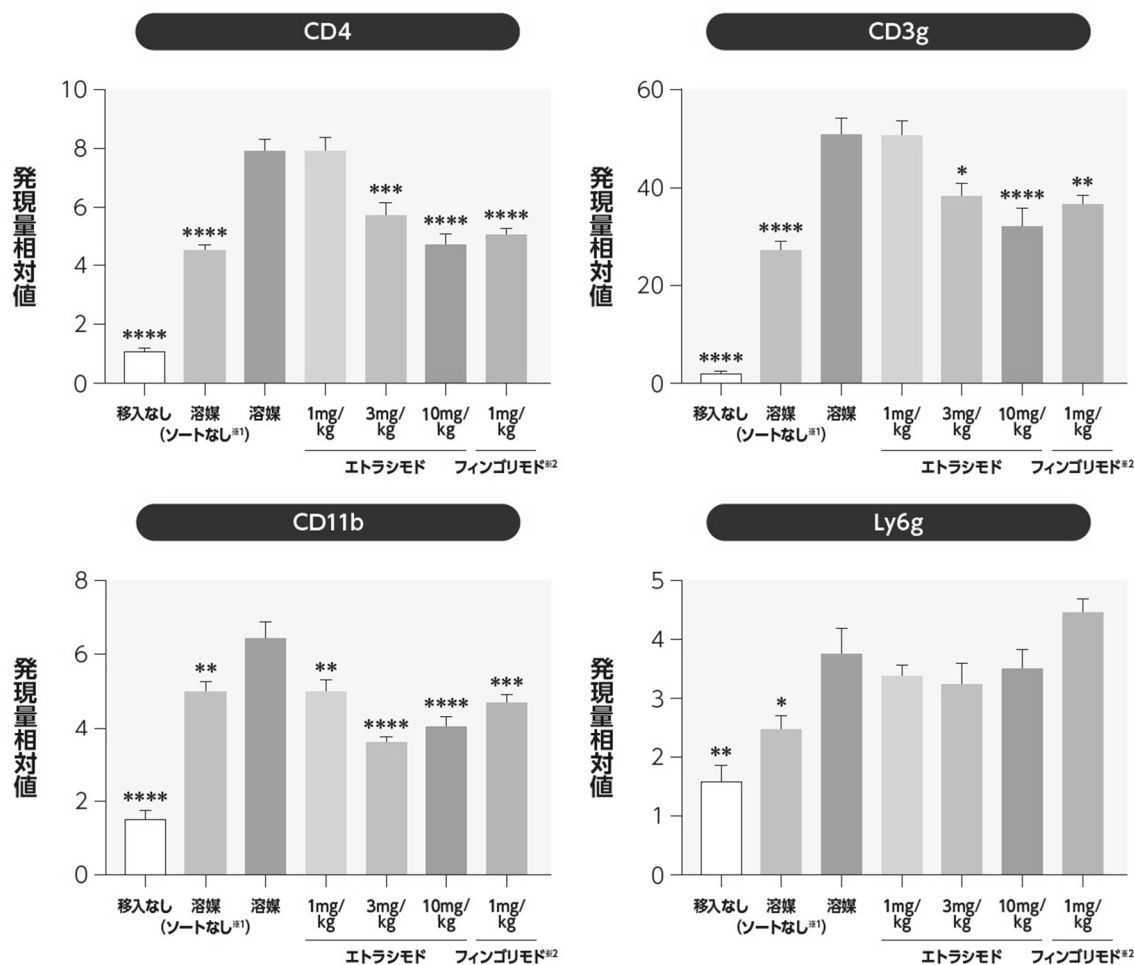 CD4
発現量相対値
10
8
6
4
2
0
****
****
***
****
****
移入なし 溶媒 溶媒 1mg/ 3mg/ 10mg/ 1mg/
(ソートなし※1) kg kg kg kg
エトラシモド フィンゴリモド※2
CD3g
発現量相対値
60
40
20
0
****
****
*
****
**
移入なし 溶媒 溶媒 1mg/ 3mg/ 10mg/ 1mg/
(ソートなし※1) kg kg kg kg
エトラシモド フィンゴリモド※2
CD11b
発現量相対値
8
6
4
2
0
****
**
**
****
****
***
移入なし 溶媒 溶媒 1mg/ 3mg/ 10mg/ 1mg/
(ソートなし※1) kg kg kg kg
エトラシモド フィンゴリモド※2
Ly6g
発現量相対値
5
4
3
2
1
0
**
*
移入なし 溶媒 溶媒 1mg/ 3mg/ 10mg/ 1mg/
(ソートなし※1) kg kg kg kg
エトラシモド フィンゴリモド※2